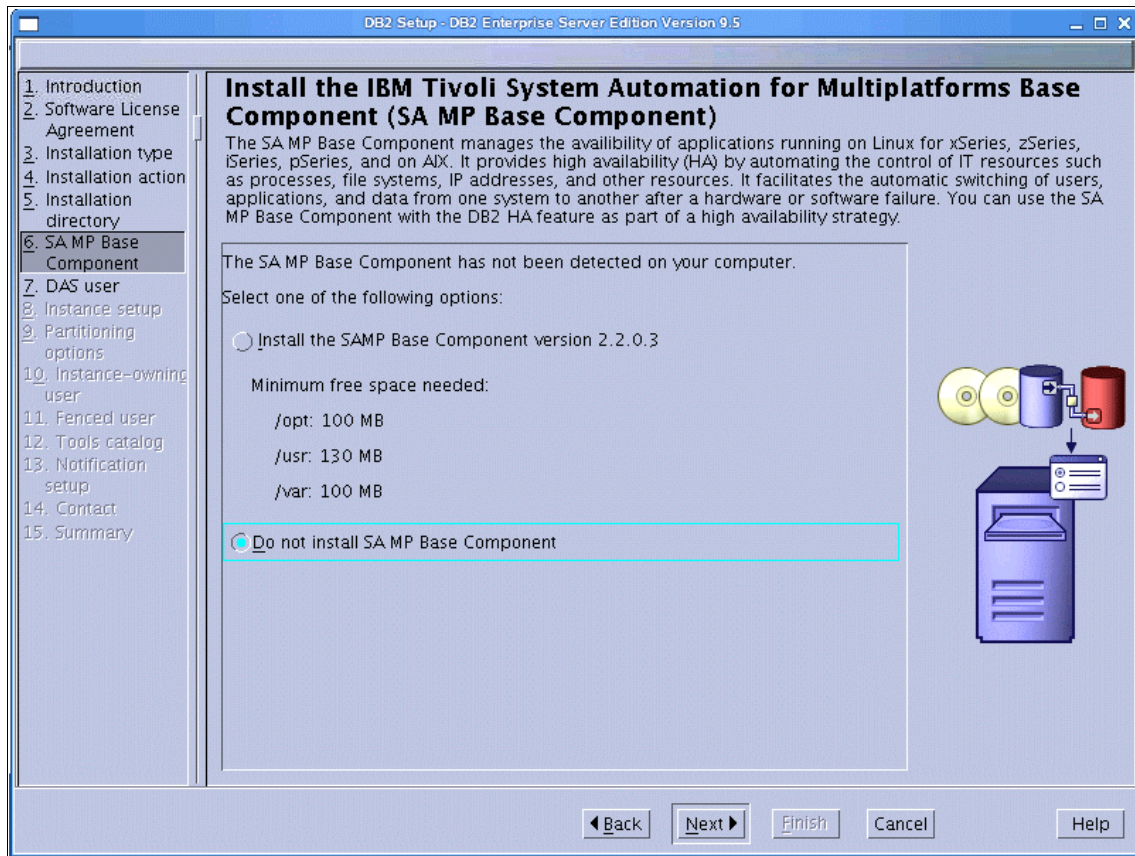 DB2 Setup - DB2 Enterprise Server Edition Version 9.5
1. Introduction
2. Software License
Agreement
3. Installation type
4. Installation action
5. Installation
directory
6. SA MP Base
Component
7. DAS user
8. Instance setup
9. Partitioning
options
10. Instance-owning
user
11. Fenced user
12. Tools catalog
13. Notification
setup
14. Contact
15. Summary
Install the IBM Tivoli System Automation for Multiplatforms Base
Component (SA MP Base Component)
The SA MP Base Component manages the availibility of applications running on Linux for xSeries, zSeries,
iSeries, pSeries, and on AIX. It provides high availability (HA) by automating the control of IT resources such
as processes, file systems, IP addresses, and other resources. It facilitates the automatic switching of users,
applications, and data from one system to another after a hardware or software failure. You can use the SA
MP Base Component with the DB2 HA feature as part of a high availability strategy.
The SA MP Base Component has not been detected on your computer.
Select one of the following options:
Install the SAMP Base Component version 2.2.0.3
Minimum free space needed:
/opt: 100 MB
/usr: 130 MB
/var: 100 MB
Do not install SA MP Base Component
Back Next Finish Cancel Help